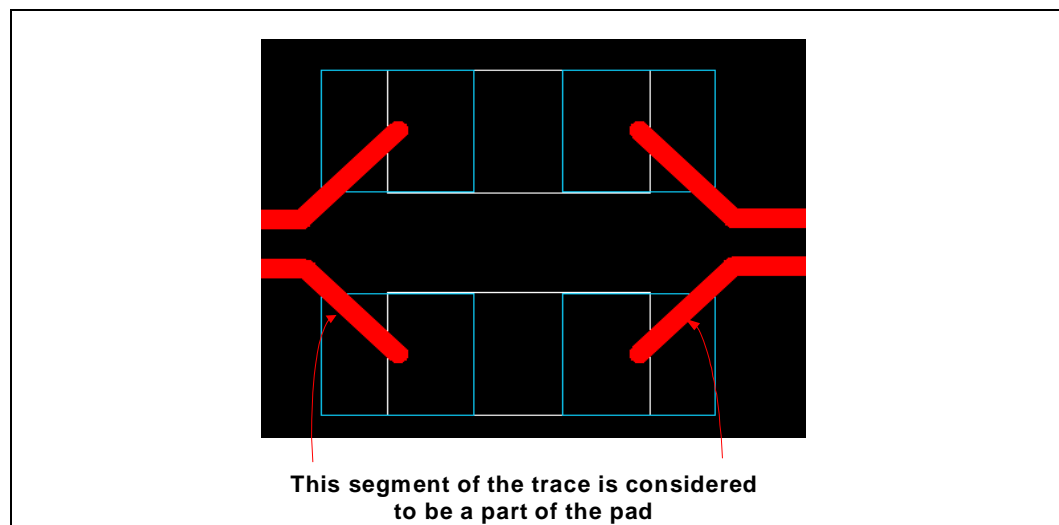 This segment of the trace is considered
to be a part of the pad